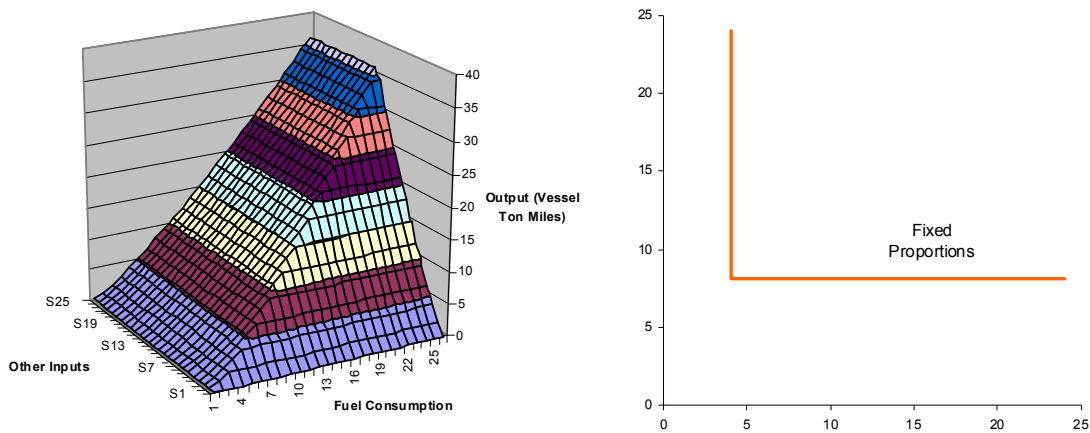 40
35
30
25
20
15
10
5
0
Output (Vessel
Ton Miles)
S25
S19
S13
S7
S1
Other Inputs
1
4
7
10
13
16
19
22
25
Fuel Consumption
25
20
15
10
5
0
Fixed
Proportions
0
5
10
15
20
25